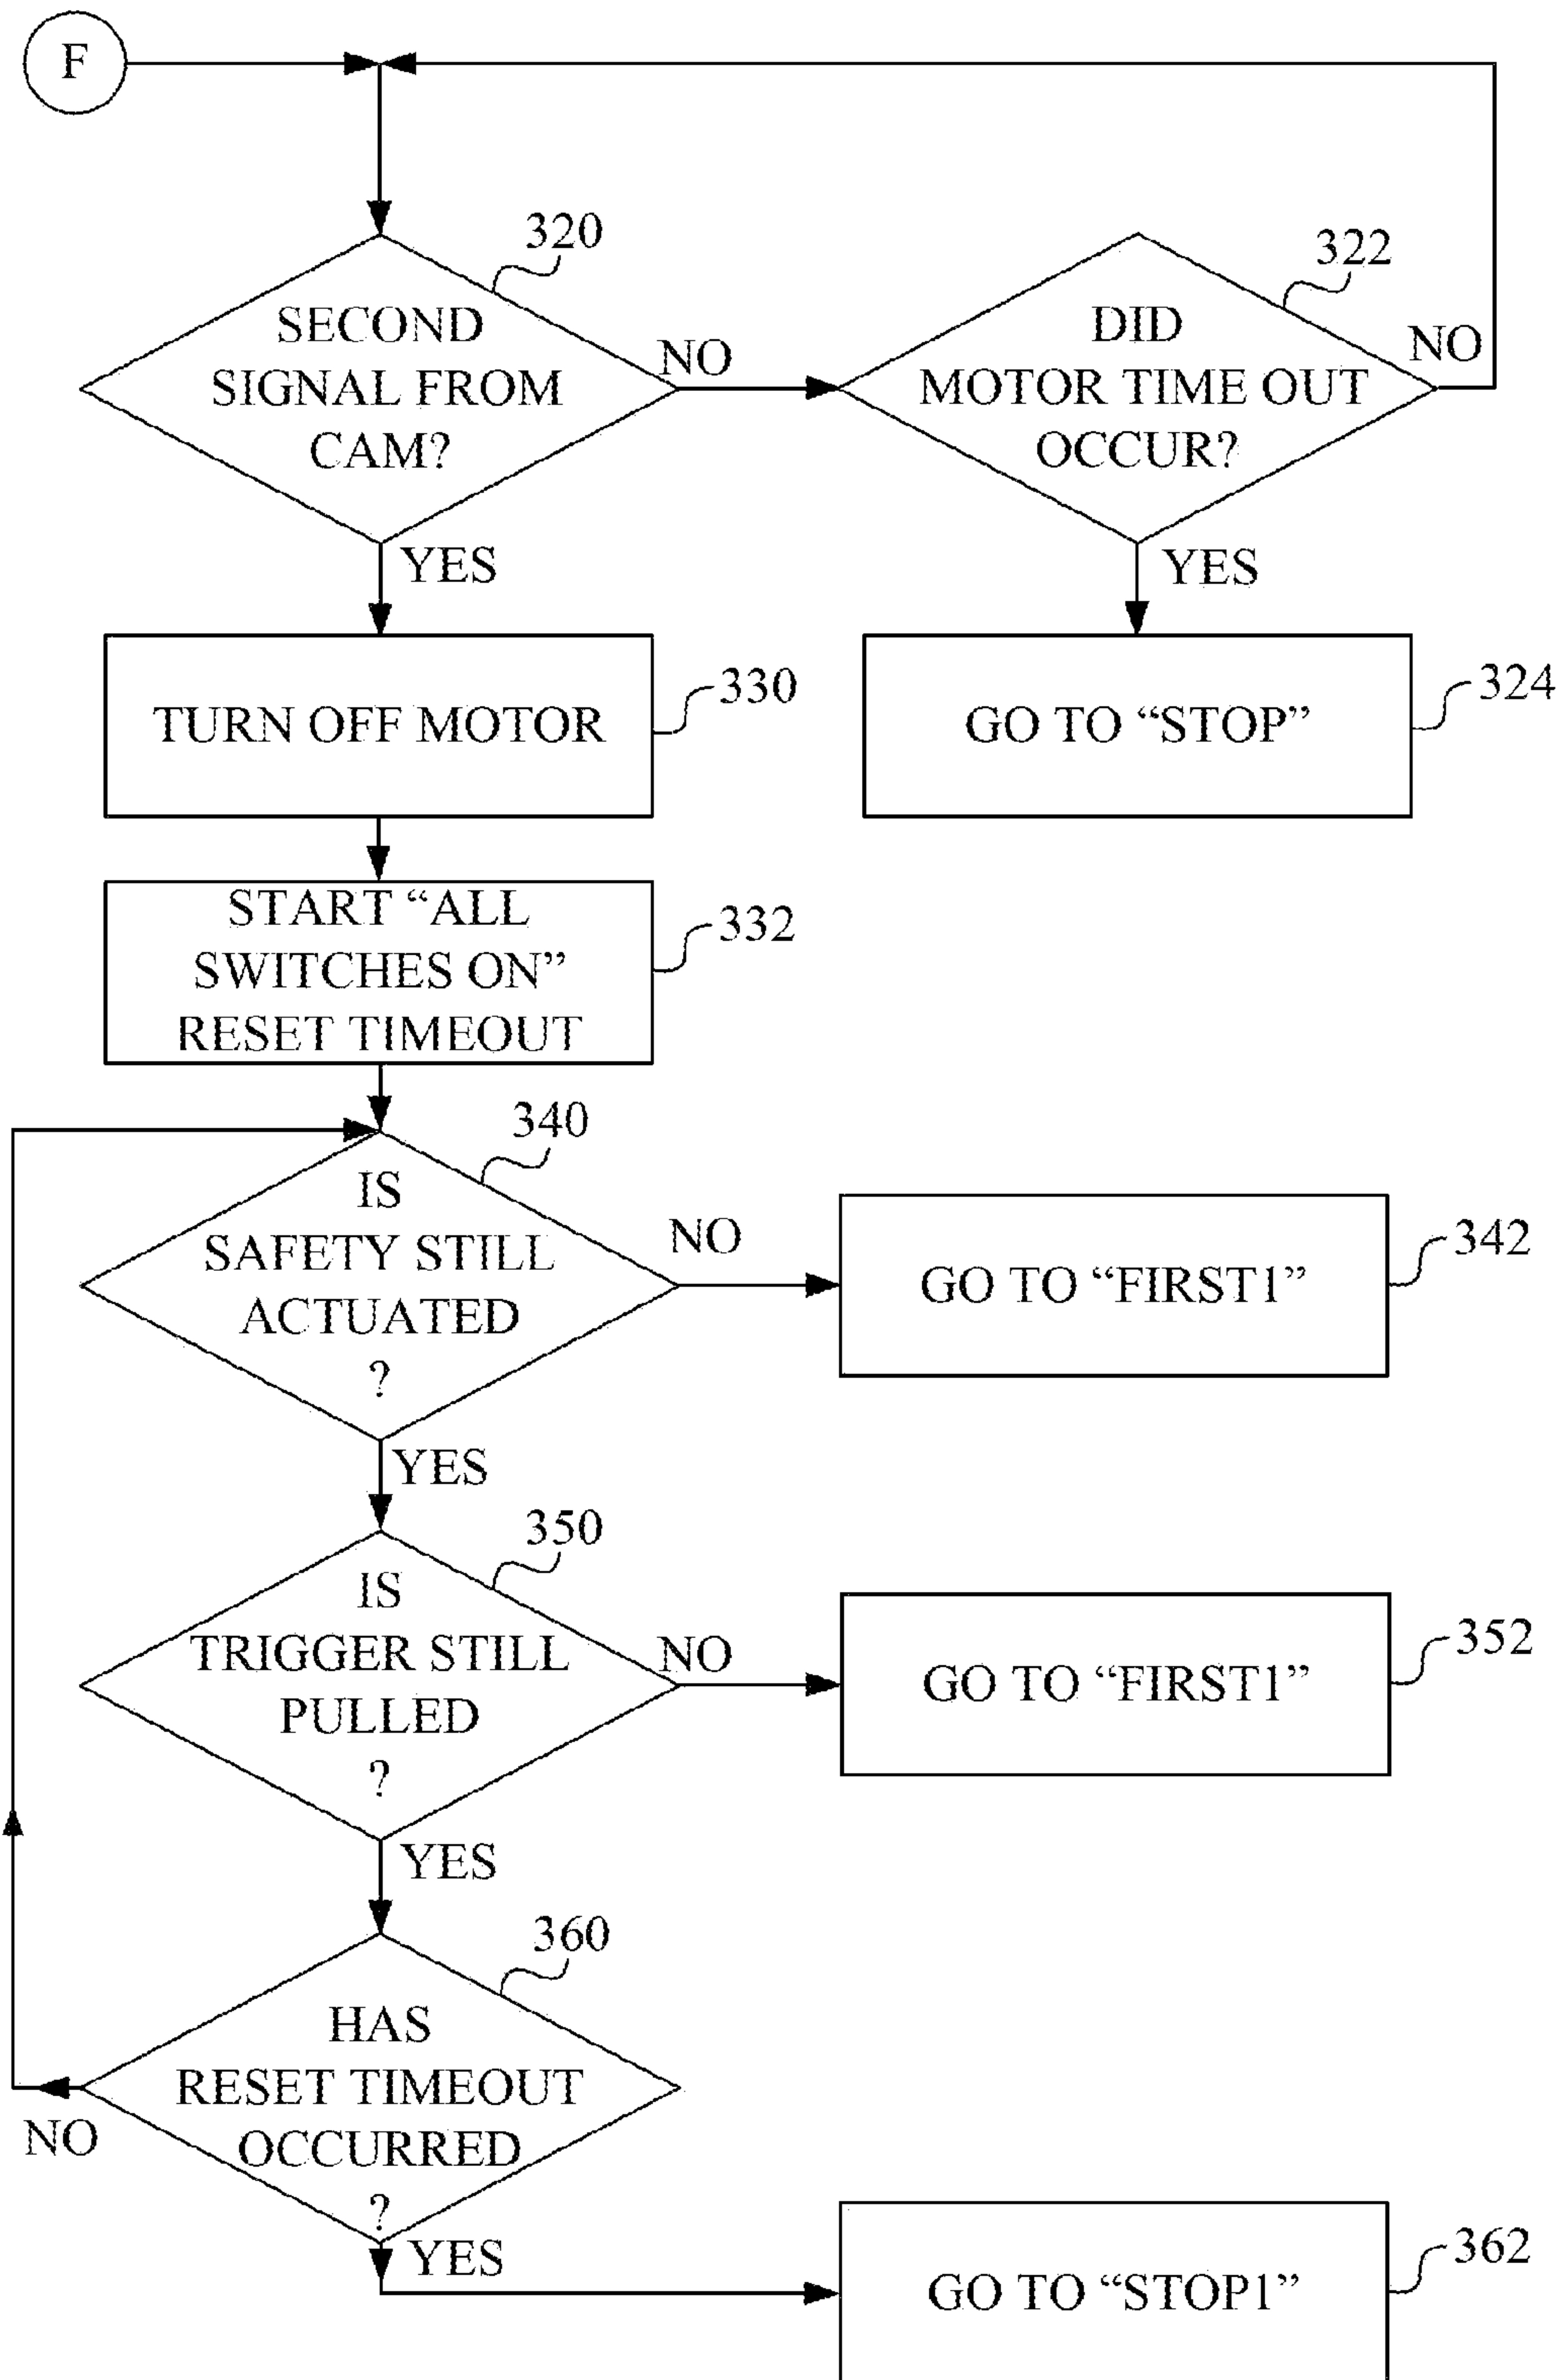 F
320
SECOND
SIGNAL FROM
CAM?
NO
YES
322
DID
MOTOR TIME OUT
OCCUR?
NO
YES
TURN OFF MOTOR
330
GO TO “STOP”
324
START “ALL
SWITCHES ON”
RESET TIMEOUT
332
340
IS
SAFETY STILL
ACTUATED
?
NO
YES
GO TO “FIRST1”
342
350
IS
TRIGGER STILL
PULLED
?
NO
YES
GO TO “FIRST1”
352
360
HAS
RESET TIMEOUT
OCCURRED
?
NO
YES
GO TO “STOP1”
362